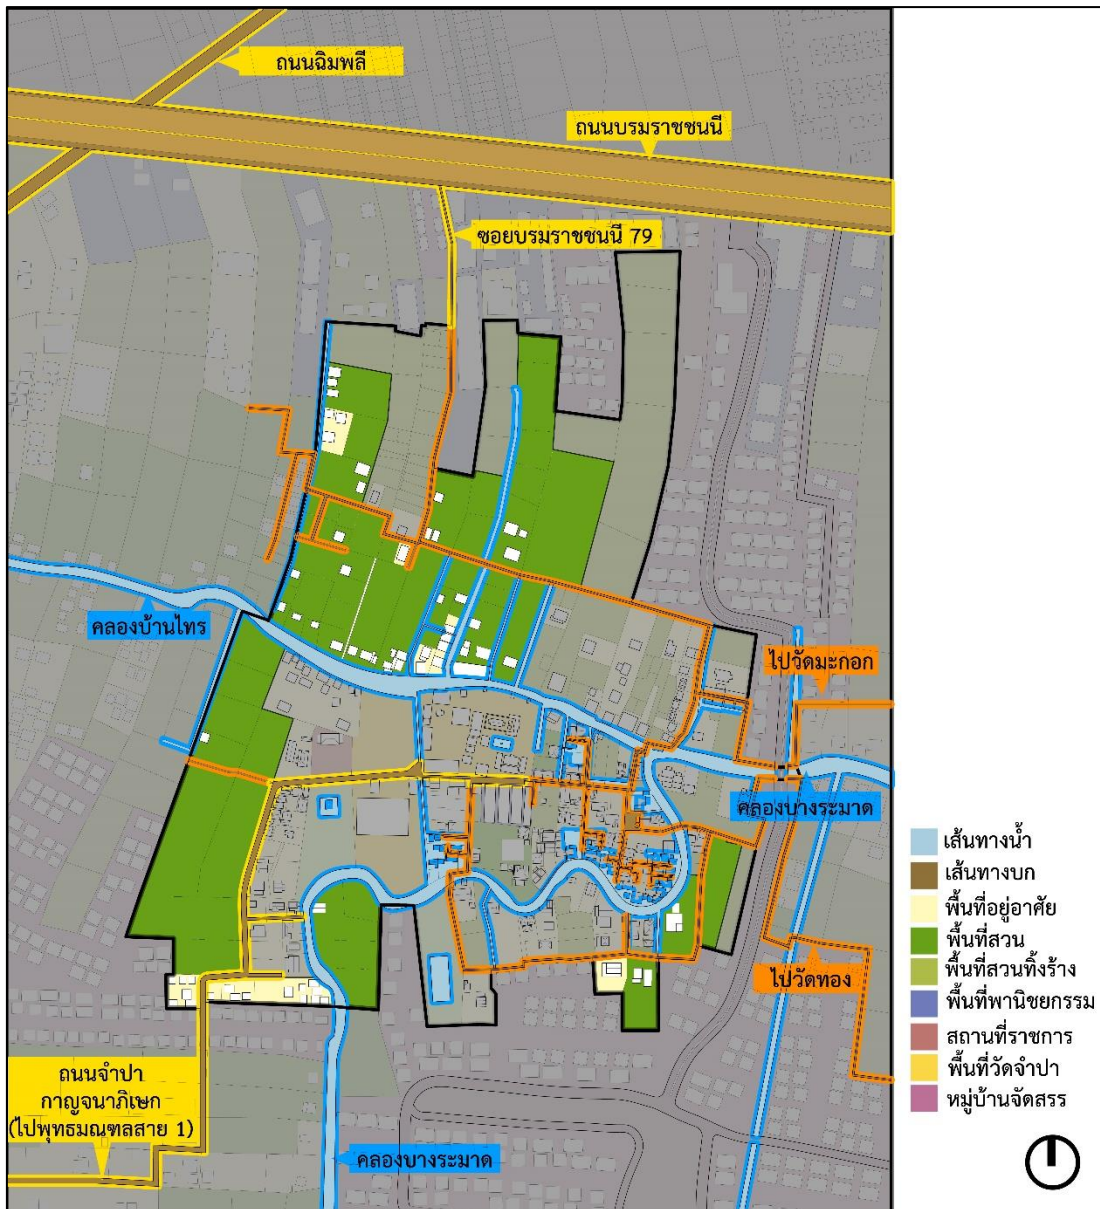 ถนนฉิมพลี
ถนนบรมราชชนนี
ซอยบรมราชชนนี 79
คลองบ้านไทร
ไปวัดมะกอก
คลองบางระมาด
ไปวัดทอง
ถนนจำปา
กาญจนาภิเษก
(ไปพุทธมณฑลสาย 1)
คลองบางระมาด
เส้นทางน้ำ
เส้นทางบก
พื้นที่อยู่อาศัย
พื้นที่สวน
พื้นที่สวนทิ้งร้าง
พื้นที่พานิชยกรรม
สถานที่ราชการ
พื้นที่วัดจำปา
หมู่บ้านจัดสรร